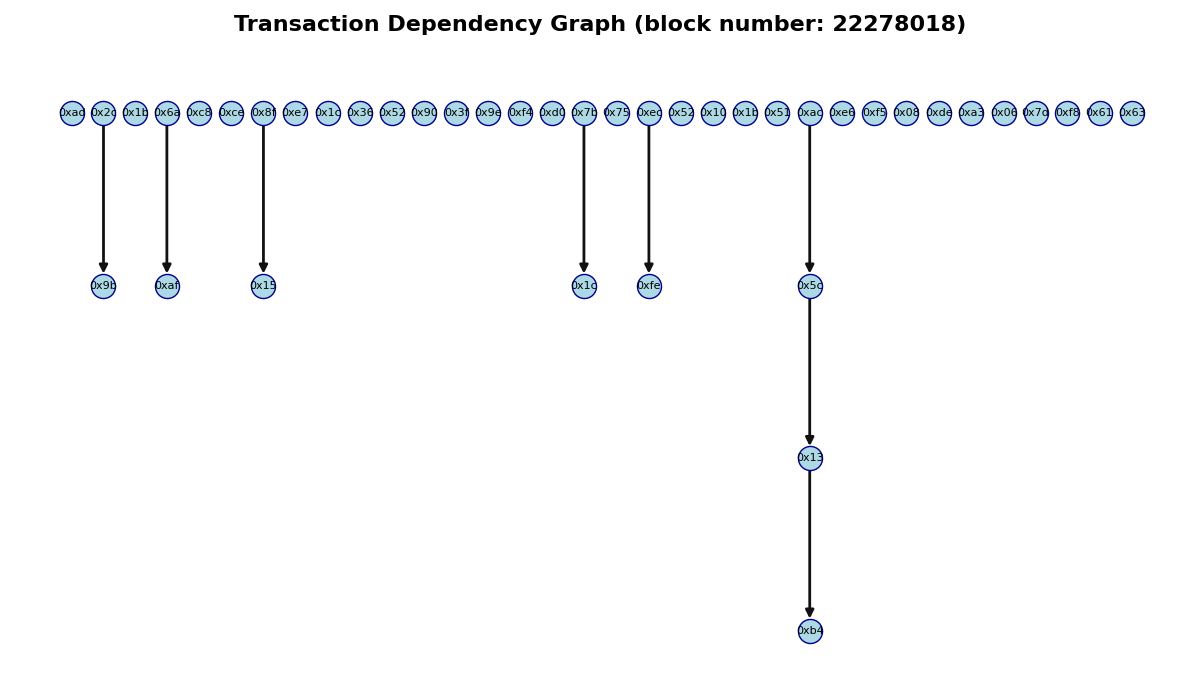 Transaction Dependency Graph (block number: 22278018)
0xad 0x2c 0x1b 0x6a 0xc8 0xce 0x8f 0xe7 0x1c 0x36 0x52 0x90 0x3f 0x9e 0xf4 0xd0 0x7b 0x75 0xec 0x52 0x10 0x1b 0x51 0xac 0xe6 0xf5 0x08 0xde 0xa3 0x06 0x7d 0xf8 0x61 0x63
0x9b 0xaf 0x15 0x1c 0xfe 0x5c
0x13
0xb4